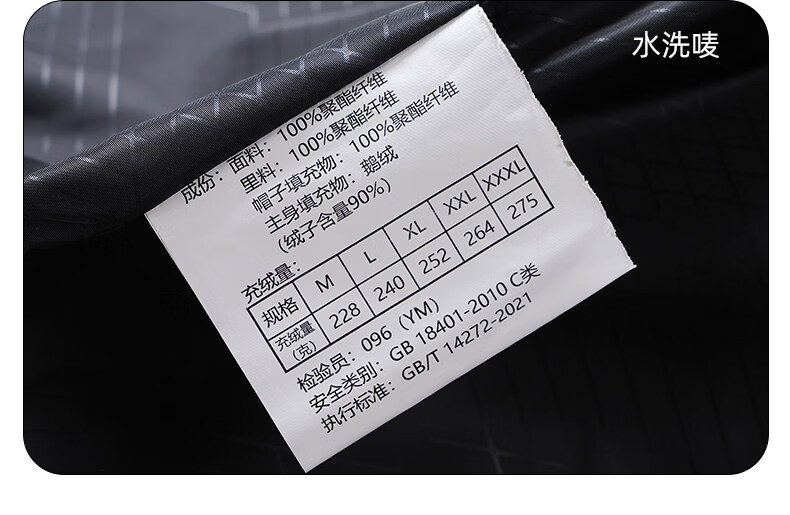 水洗唛
成份：面料：100%聚酯纤维
里料：100%聚酯纤维
帽子填充物：100%聚酯纤维
主身填充物：鹅绒
（绒子含量90%）
充绒量：
规格 M L XL XXL XXXL
充绒量（克） 228 240 252 264 275
检验员：096（YM）
安全类别：GB 18401-2010 C类
执行标准：GB/T 14272-2021